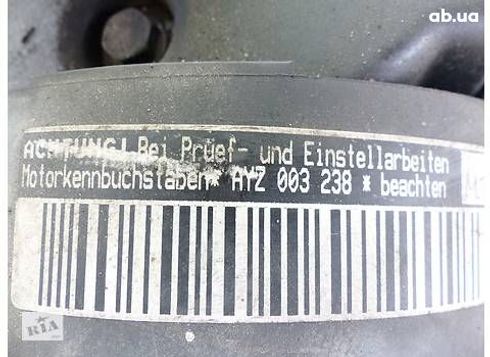 ab.ua
ACHTUNG! Bei Prüef- und Einstellarbeiten
Motorkennbuchstaben* AYZ 003 238 * beachten
RIA